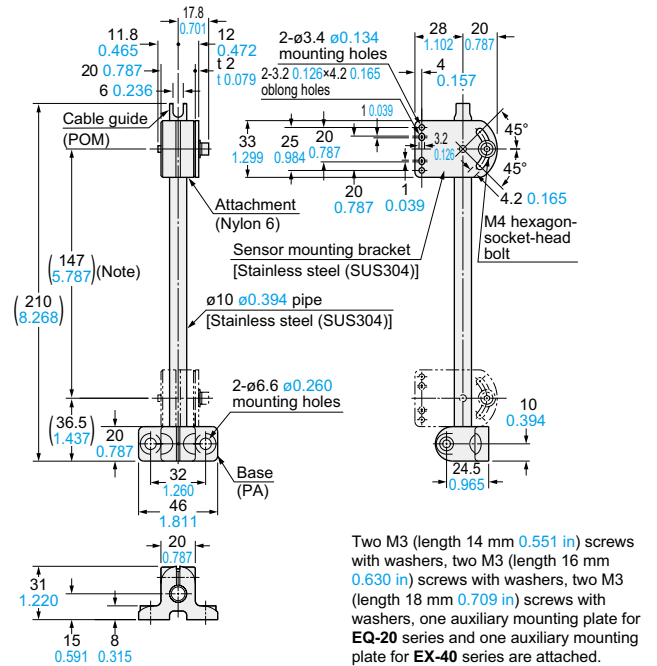 17.8
0.701
11.8
0.465
12
0.472
20 0.787
t 2
t 0.079
6 0.236
Cable guide
(POM)
Attachment
(Nylon 6)
(147
5.787)(Note)
(210
8.268)
ø10 ø0.394 pipe
[Stainless steel (SUS304)]
2-ø6.6 ø0.260
mounting holes
(36.5
1.437)
20
0.787
32
1.260
46
1.811
Base
(PA)
2-ø3.4 ø0.134
mounting holes
2-3.2 0.126×4.2 0.165
oblong holes
28
1.102
20
0.787
4
0.157
1 0.039
33
1.299
25
0.984
20
0.787
3.2
0.126
45°
45°
20
0.787
1
0.039
4.2 0.165
M4 hexagon-
socket-head
bolt
Sensor mounting bracket
[Stainless steel (SUS304)]
10
0.394
24.5
0.965
20
0.787
31
1.220
15
0.591
8
0.315
Two M3 (length 14 mm 0.551 in) screws
with washers, two M3 (length 16 mm
0.630 in) screws with washers, two M3
(length 18 mm 0.709 in) screws with
washers, one auxiliary mounting plate for
EQ-20 series and one auxiliary mounting
plate for EX-40 series are attached.